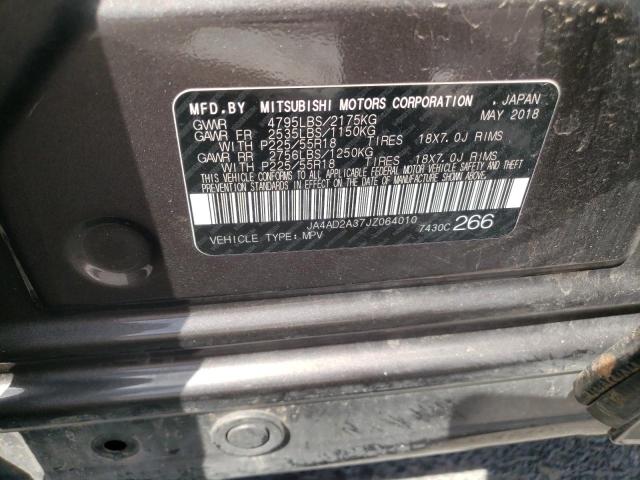 MFD.BY MITSUBISHI MOTORS CORPORATION . JAPAN
GVWR 4795LBS/2175KG MAY 2018
GAWR FR 2535LBS/1150KG
WITH P225/55R18 TIRES 18X7.0J RIMS
GAWR RR 2756LBS/1250KG
WITH P225/55R18 TIRES 18X7.0J RIMS
THIS VEHICLE CONFORMS TO ALL APPLICABLE FEDERAL MOTOR VEHICLE SAFETY AND THEFT
PREVENTION STANDARDS IN EFFECT ON THE DATE OF MANUFACTURE SHOWN ABOVE.
JA4AD2A37JZ064010
VEHICLE TYPE: MPV 7430C 266